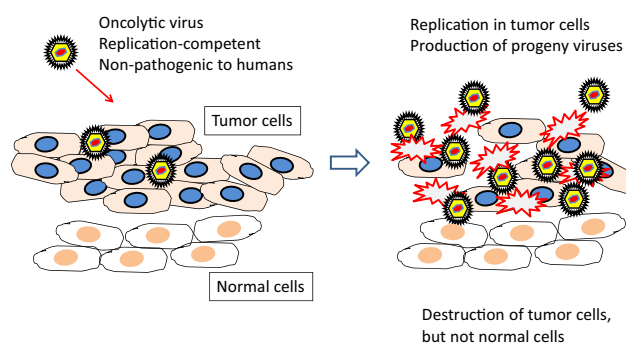 Oncolytic virus
Replication-competent
Non-pathogenic to humans
Tumor cells
Normal cells
Replication in tumor cells
Production of progeny viruses
Destruction of tumor cells,
but not normal cells